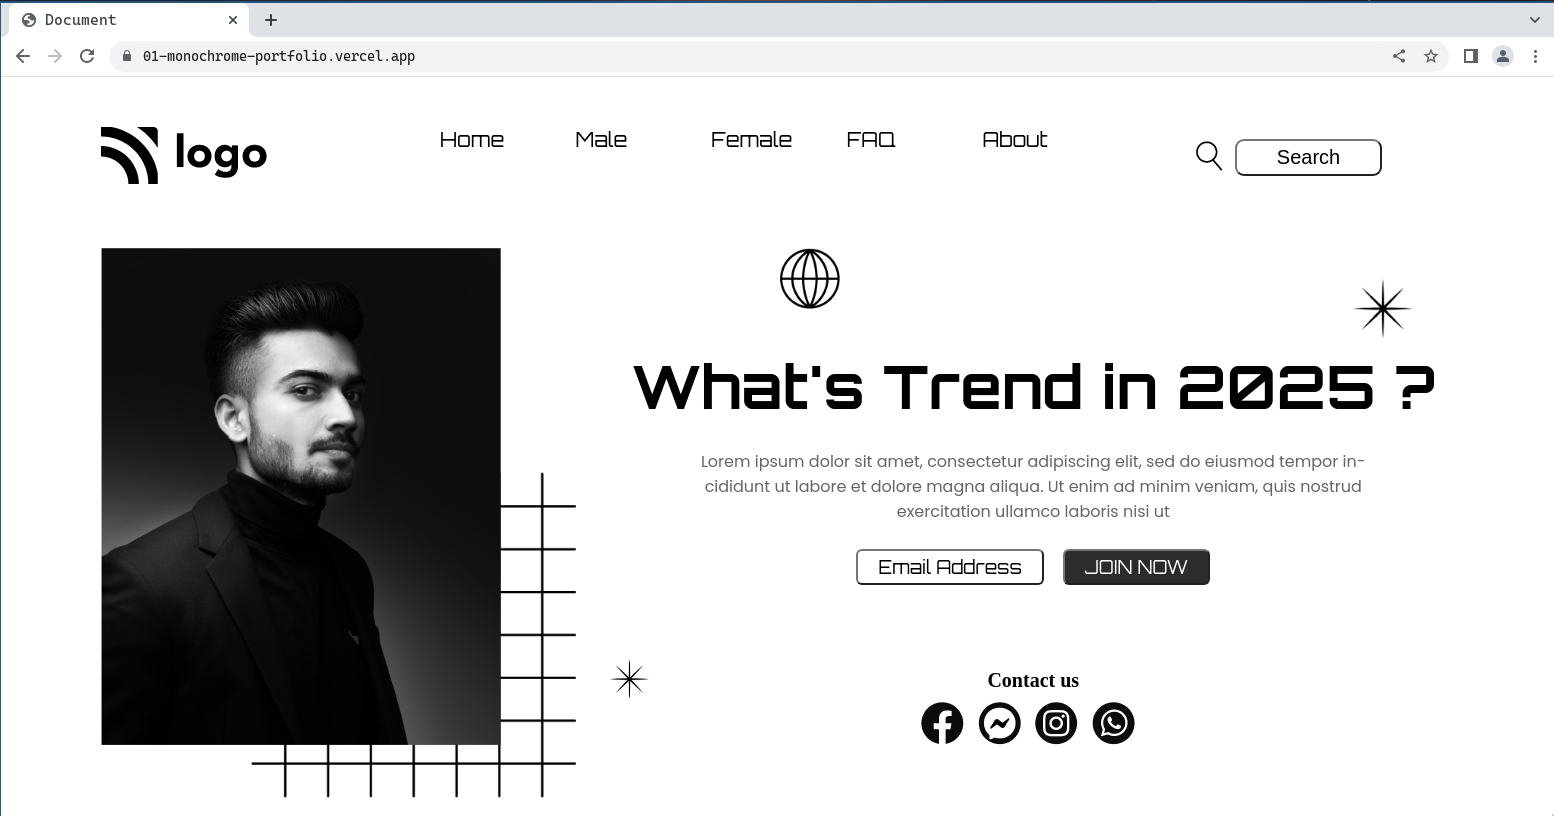 Document
01-monochrome-portfolio.vercel.app
logo
Home Male Female FAQ About
Search
What's Trend in 2025 ?
Lorem ipsum dolor sit amet, consectetur adipiscing elit, sed do eiusmod tempor in-
cididunt ut labore et dolore magna aliqua. Ut enim ad minim veniam, quis nostrud
exercitation ullamco laboris nisi ut
Email Address JOIN NOW
Contact us